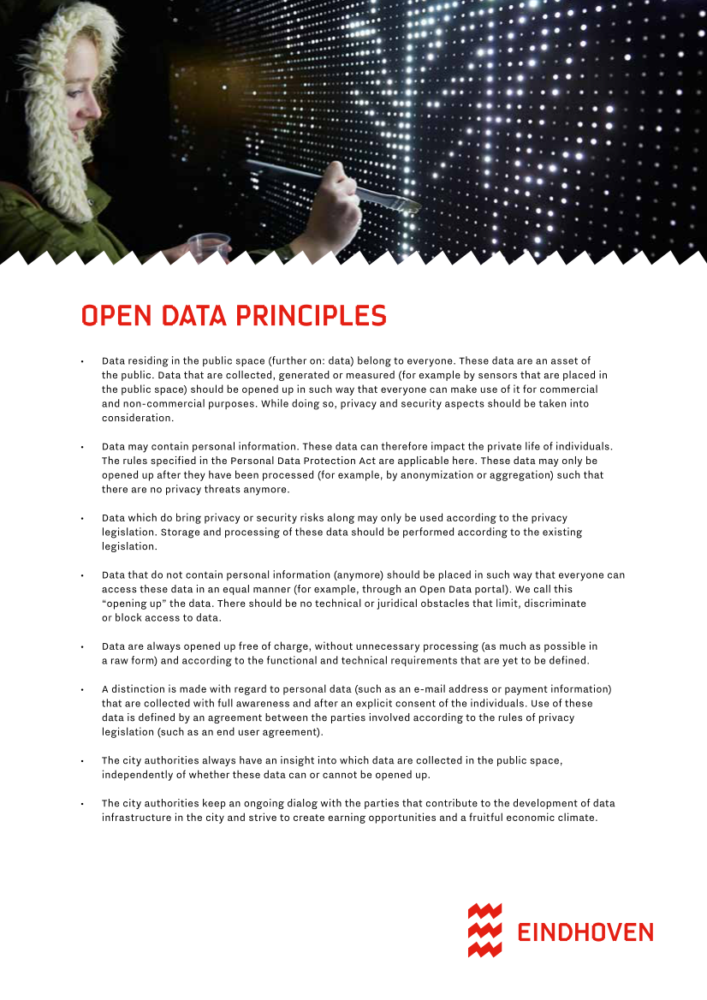 OPEN DATA PRINCIPLES
• Data residing in the public space (further on: data) belong to everyone. These data are an asset of
the public. Data that are collected, generated or measured (for example by sensors that are placed in
the public space) should be opened up in such way that everyone can make use of it for commercial
and non-commercial purposes. While doing so, privacy and security aspects should be taken into
consideration.
• Data may contain personal information. These data can therefore impact the private life of individuals.
The rules specified in the Personal Data Protection Act are applicable here. These data may only be
opened up after they have been processed (for example, by anonymization or aggregation) such that
there are no privacy threats anymore.
• Data which do bring privacy or security risks along may only be used according to the privacy
legislation. Storage and processing of these data should be performed according to the existing
legislation.
• Data that do not contain personal information (anymore) should be placed in such way that everyone can
access these data in an equal manner (for example, through an Open Data portal). We call this
“opening up” the data. There should be no technical or juridical obstacles that limit, discriminate
or block access to data.
• Data are always opened up free of charge, without unnecessary processing (as much as possible in
a raw form) and according to the functional and technical requirements that are yet to be defined.
• A distinction is made with regard to personal data (such as an e-mail address or payment information)
that are collected with full awareness and after an explicit consent of the individuals. Use of these
data is defined by an agreement between the parties involved according to the rules of privacy
legislation (such as an end user agreement).
• The city authorities always have an insight into which data are collected in the public space,
independently of whether these data can or cannot be opened up.
• The city authorities keep an ongoing dialog with the parties that contribute to the development of data
infrastructure in the city and strive to create earning opportunities and a fruitful economic climate.
EINDHOVEN